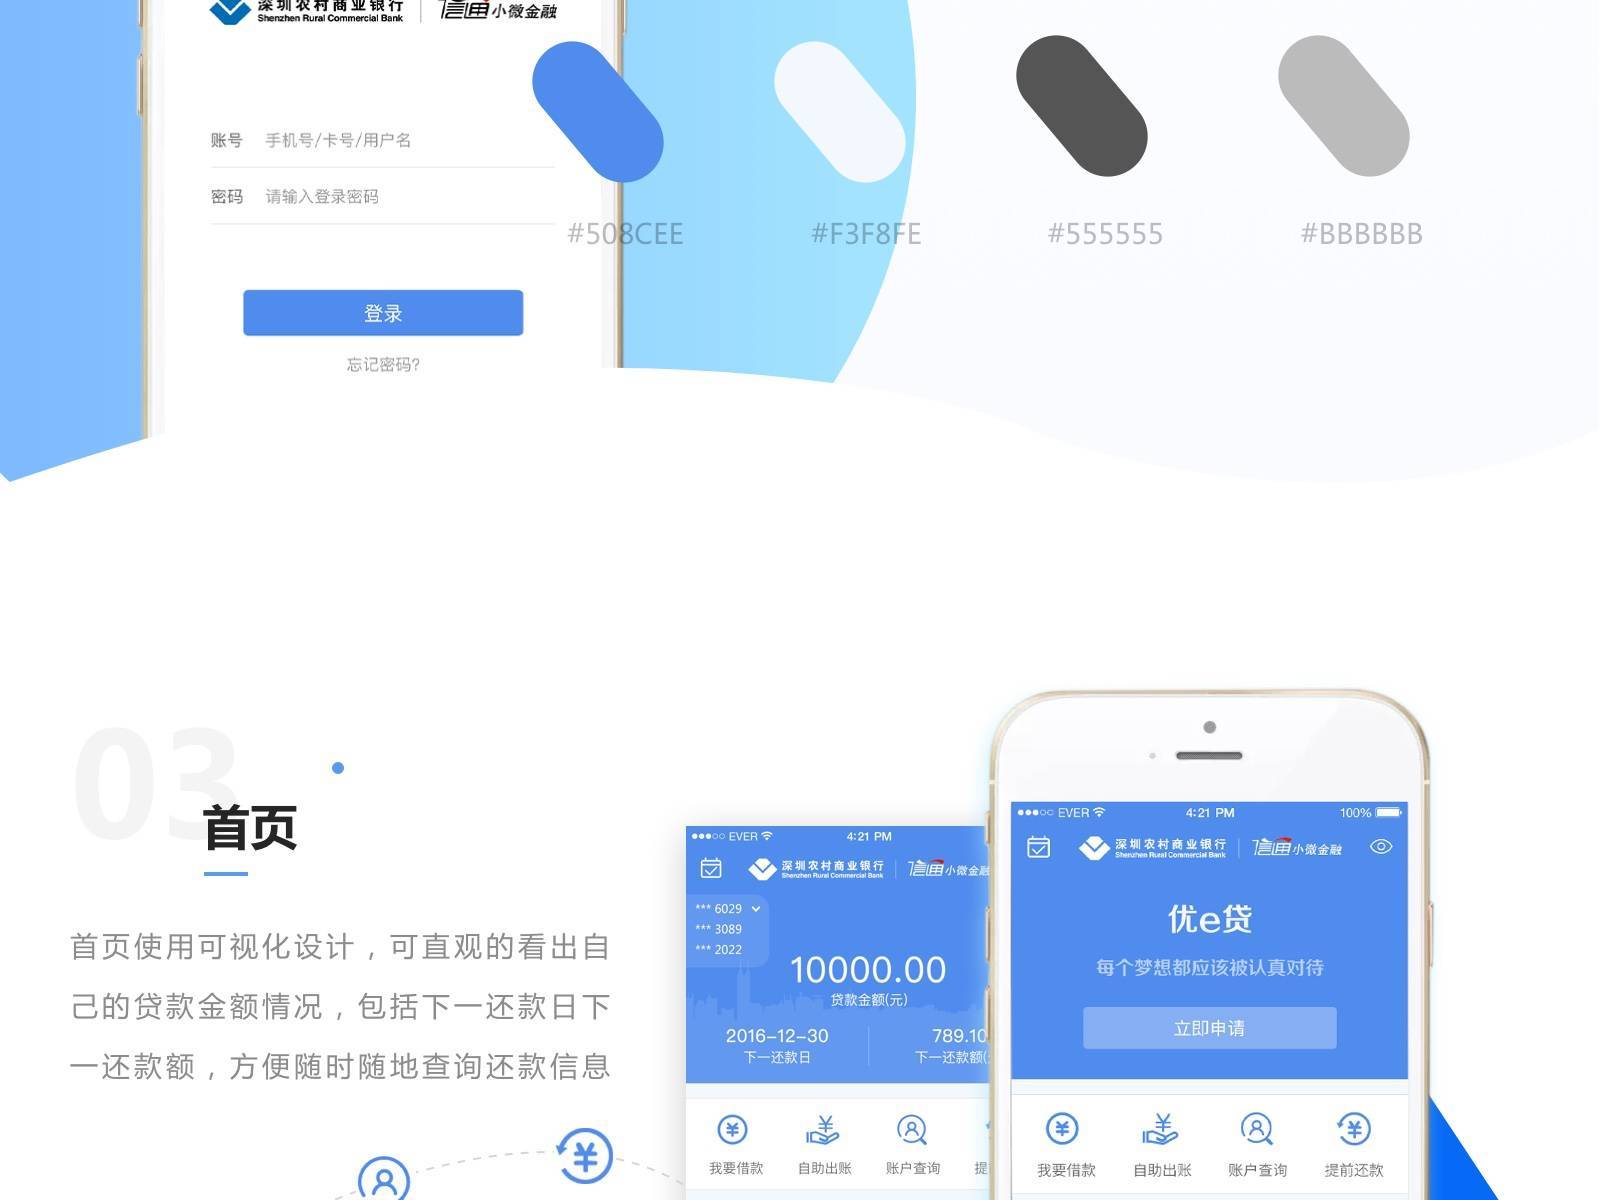 深圳农村商业银行 信通小微金融
Shenzhen Rural Commercial Bank
账号 手机号/卡号/用户名
密码 请输入登录密码
登录
忘记密码?
#508CEE #F3F8FE #555555 #BBBBBB
03
首页
首页使用可视化设计，可直观的看出自
己的贷款金额情况，包括下一还款日下
一还款额，方便随时随地查询还款信息
EVER 4:21 PM
深圳农村商业银行 信通小微金融
Shenzhen Rural Commercial Bank
*** 6029
*** 3089
*** 2022
10000.00
贷款金额(元)
2016-12-30 789.10
下一还款日 下一还款额(
我要借款 自助出账 账户查询 提
EVER 4:21 PM 100%
深圳农村商业银行 信通小微金融
Shenzhen Rural Commercial Bank
优e贷
每个梦想都应该被认真对待
立即申请
我要借款 自助出账 账户查询 提前还款